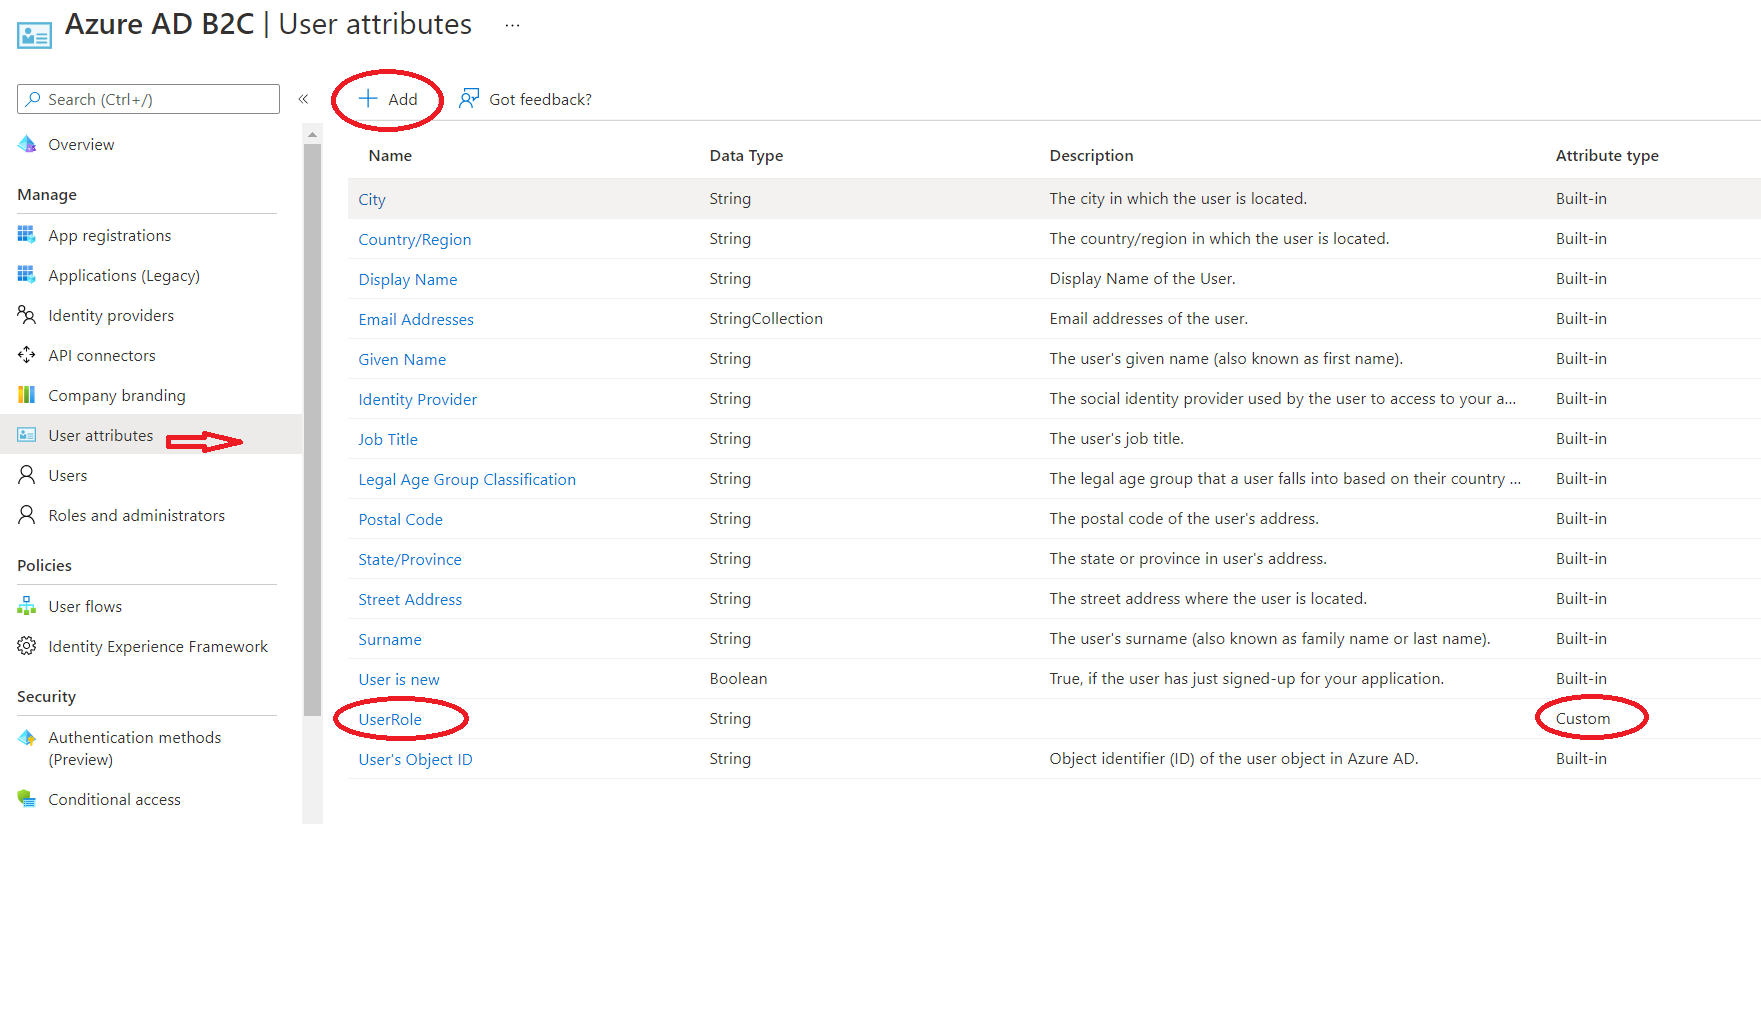 Azure AD B2C | User attributes ...
Search (Ctrl+/)
«
Add
Got feedback?
Overview
Manage
App registrations
Applications (Legacy)
Identity providers
API connectors
Company branding
User attributes
Users
Roles and administrators
Policies
User flows
Identity Experience Framework
Security
Authentication methods
(Preview)
Conditional access
Name Data Type Description Attribute type
City String The city in which the user is located. Built-in
Country/Region String The country/region in which the user is located. Built-in
Display Name String Display Name of the User. Built-in
Email Addresses StringCollection Email addresses of the user. Built-in
Given Name String The user's given name (also known as first name). Built-in
Identity Provider String The social identity provider used by the user to access to your a... Built-in
Job Title String The user's job title. Built-in
Legal Age Group Classification String The legal age group that a user falls into based on their country ... Built-in
Postal Code String The postal code of the user's address. Built-in
State/Province String The state or province in user's address. Built-in
Street Address String The street address where the user is located. Built-in
Surname String The user's surname (also known as family name or last name). Built-in
User is new Boolean True, if the user has just signed-up for your application. Built-in
UserRole String Custom
User's Object ID String Object identifier (ID) of the user object in Azure AD. Built-in